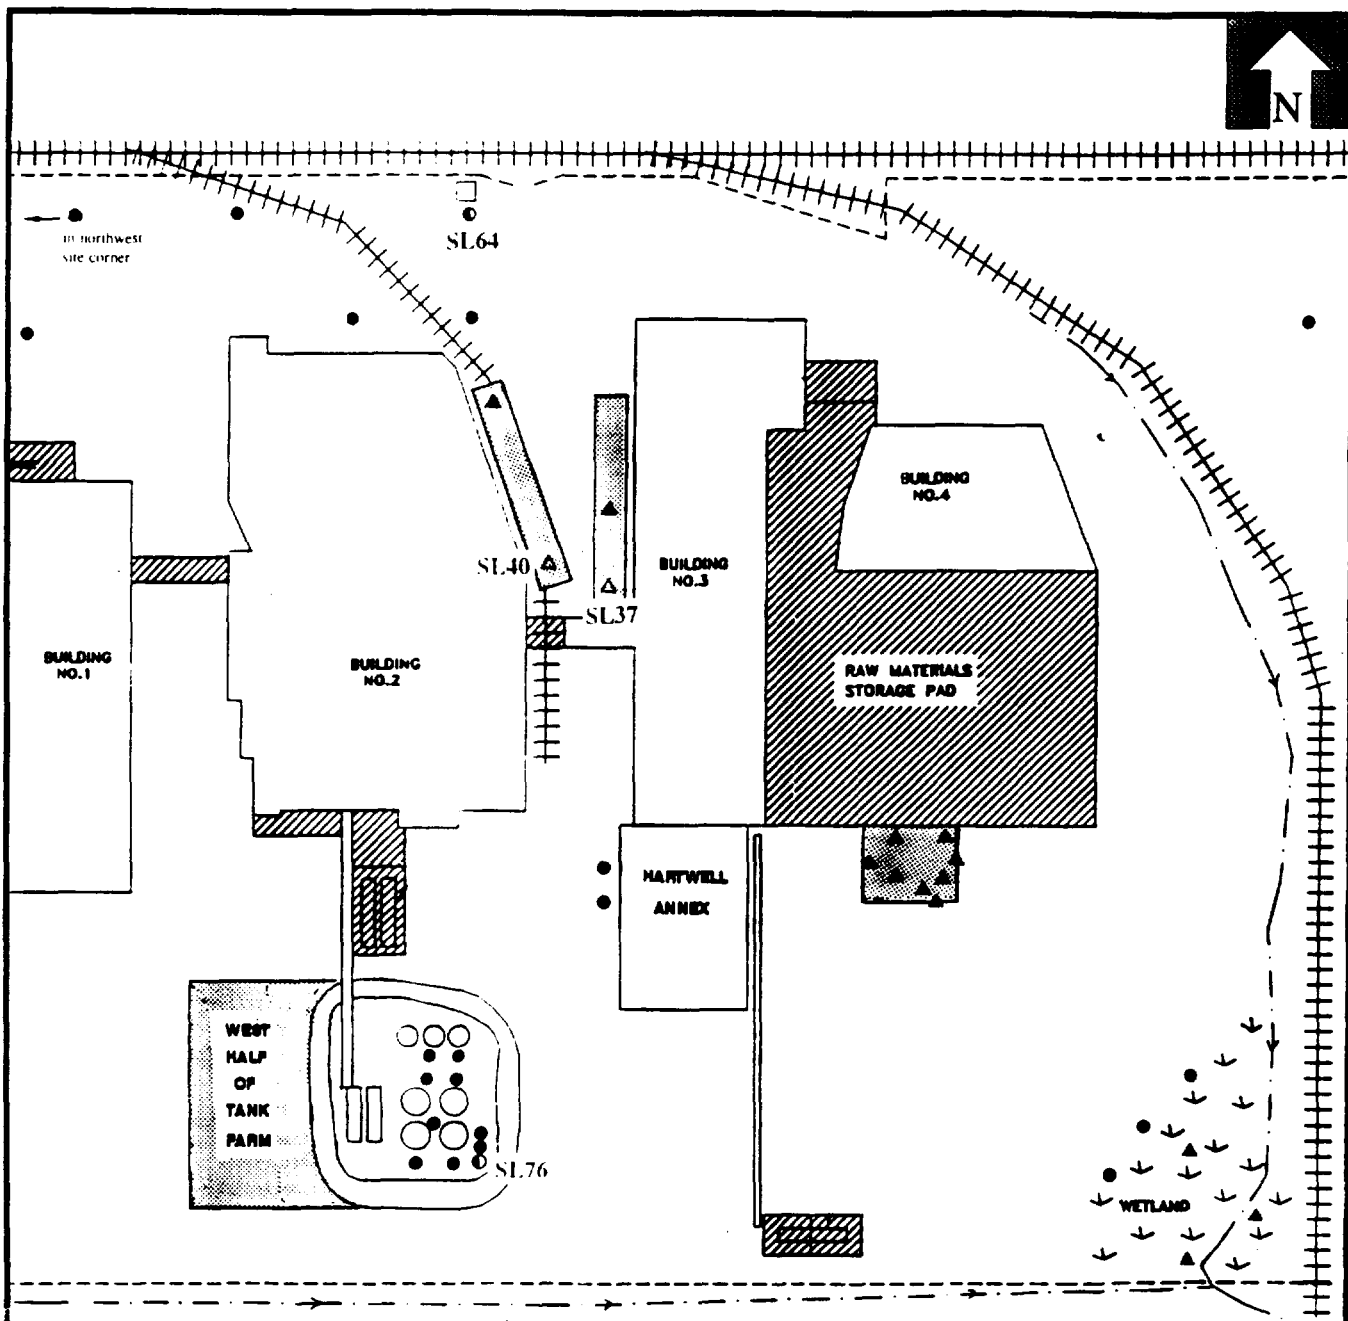 N
in northwest
site corner
SL64
BUILDING
NO.4
SL40
BUILDING
NO.3
SL37
BUILDING
NO.1
BUILDING
NO.2
RAW MATERIALS
STORAGE PAD
HARTWELL
ANNEX
WEST
HALF
OF
TANK
FARM
SL76
WETLAND